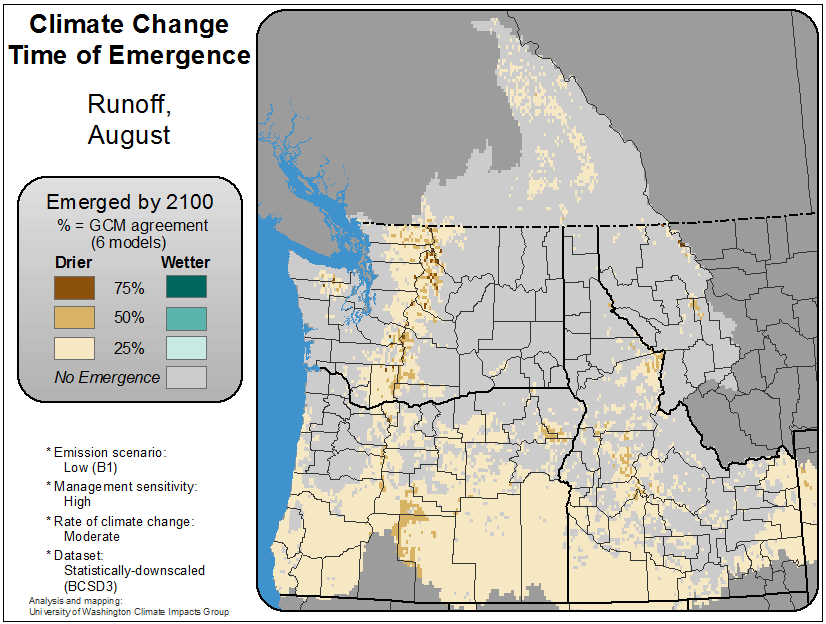 Climate Change
Time of Emergence
Runoff,
August
Emerged by 2100
% = GCM agreement
(6 models)
Drier Wetter
75%
50%
25%
No Emergence
* Emission scenario:
Low (B1)
* Management sensitivity:
High
* Rate of climate change:
Moderate
* Dataset:
Statistically-downscaled
(BCSD3)
Analysis and mapping:
University of Washington Climate Impacts Group